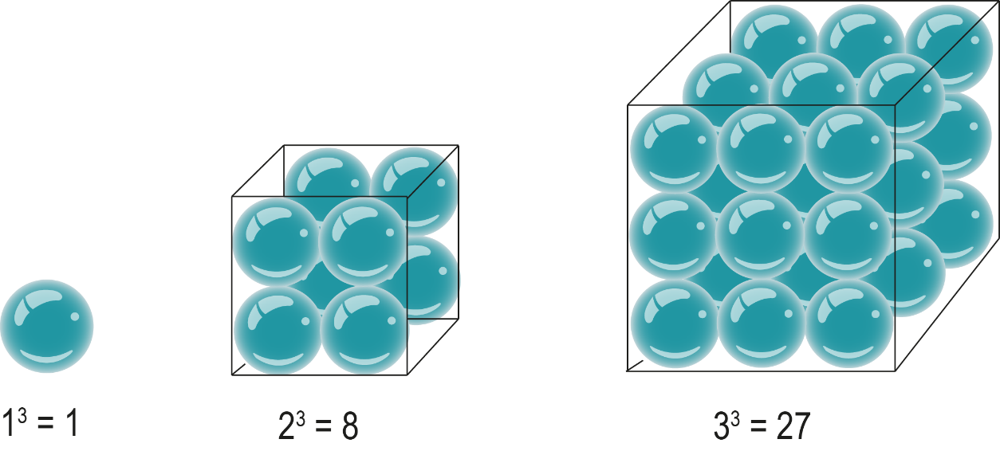 1³ = 1
2³ = 8
3³ = 27